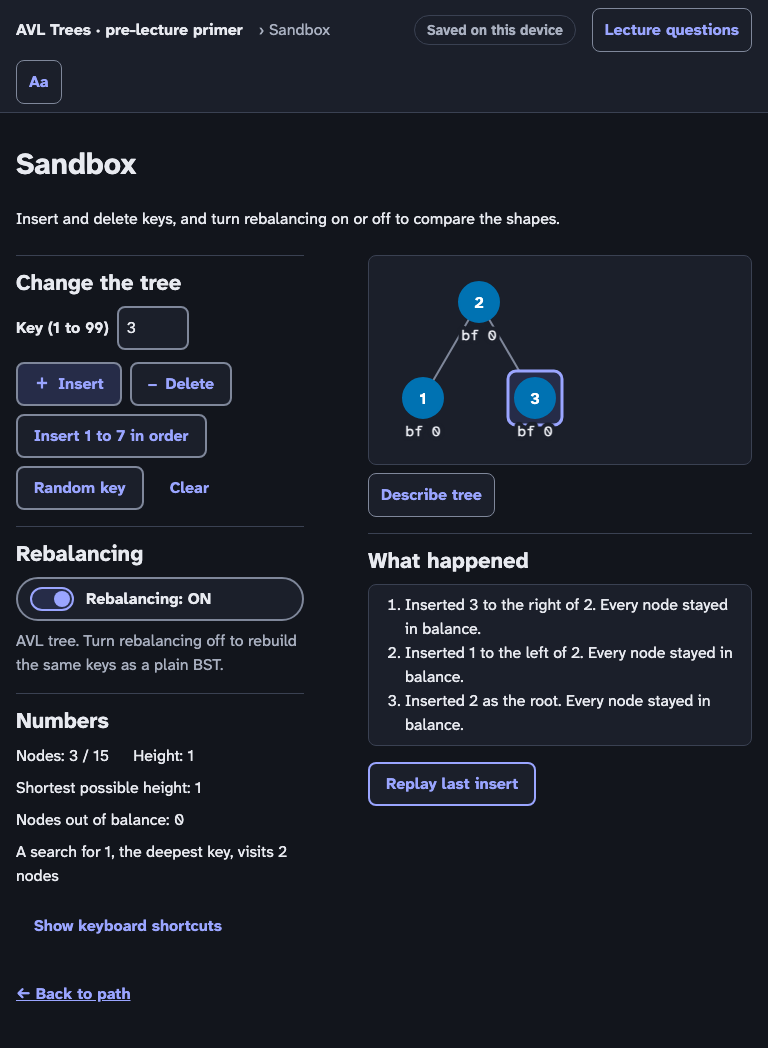 AVL Trees · pre-lecture primer › Sandbox Saved on this device Lecture questions
Aa
Sandbox
Insert and delete keys, and turn rebalancing on or off to compare the shapes.
Change the tree
Key (1 to 99) 3
+ Insert – Delete
Insert 1 to 7 in order
Random key Clear
Rebalancing
Rebalancing: ON
AVL tree. Turn rebalancing off to rebuild
the same keys as a plain BST.
Numbers
Nodes: 3 / 15 Height: 1
Shortest possible height: 1
Nodes out of balance: 0
A search for 1, the deepest key, visits 2
nodes
Show keyboard shortcuts
← Back to path
2
bf 0
1 3
bf 0 bf 0
Describe tree
What happened
1. Inserted 3 to the right of 2. Every node stayed
in balance.
2. Inserted 1 to the left of 2. Every node stayed in
balance.
3. Inserted 2 as the root. Every node stayed in
balance.
Replay last insert